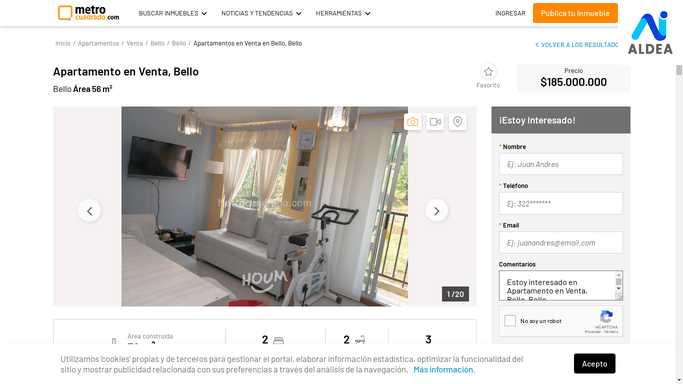 metro
cuadrado.com
BUSCAR INMUEBLES
NOTICIAS Y TENDENCIAS
HERRAMIENTAS
INGRESAR
Publica tu Inmueble
ALDEA
Inicio / Apartamentos / Venta / Bello / Bello / Apartamentos en Venta en Bello, Bello
VOLVER A LOS RESULTADO
Apartamento en Venta, Bello
Bello Área 56 m²
Favorito
Precio
$185.000.000
HOUM
1 / 20
¡Estoy Interesado!
* Nombre
Ej: Juan Andres
* Teléfono
Ej: 322*******
* Email
Ej: juanandres@email.com
Comentarios
Estoy interesado en
Apartamento en Venta,
No soy un robot
reCAPTCHA
Privacidad - Términos
Área construida
2
2
3
Utilizamos 'cookies' propias y de terceros para gestionar el portal, elaborar información estadística, optimizar la funcionalidad del
sitio y mostrar publicidad relacionada con sus preferencias a través del análisis de la navegación. Más información.
Acepto